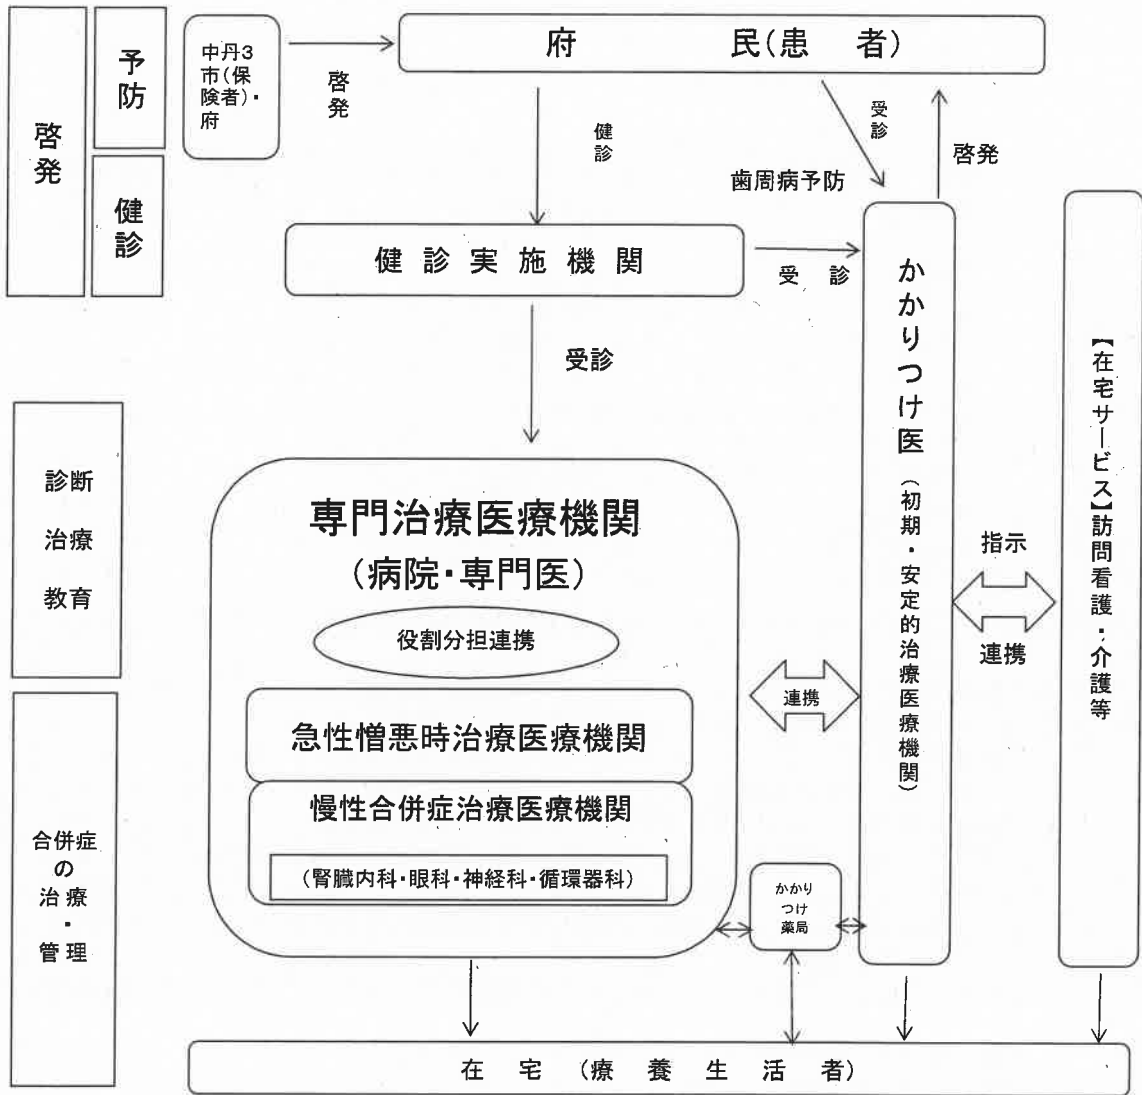 啓発
予防
健診
中丹3
市(保
険者)・
府
啓発
府 民(患 者)
健診
受診
啓発
歯周病予防
健診実施機関
受 診
受診
かかりつけ医(初期・安定的治療医療機関)
【在宅サービス】訪問看護・介護等
診断
治療
教育
専門治療医療機関
(病院・専門医)
役割分担連携
急性憎悪時治療医療機関
慢性合併症治療医療機関
(腎臓内科・眼科・神経科・循環器科)
連携
指示
連携
合併症
の
治療
・
管理
かかり
つけ
薬局
在 宅 (療 養 生 活 者)